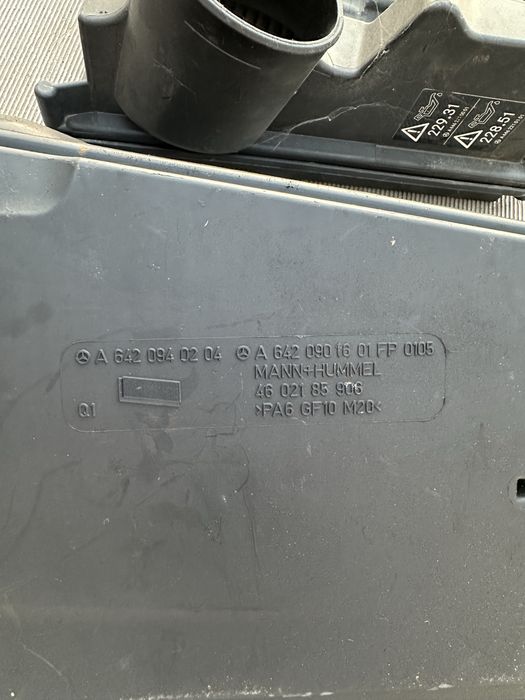 229.31
228.51
A 642 094 02 04
A 642 090 16 01 FP 0105
MANN+HUMMEL
46 021 85 906
Q1
>PA6 GF10 M20<